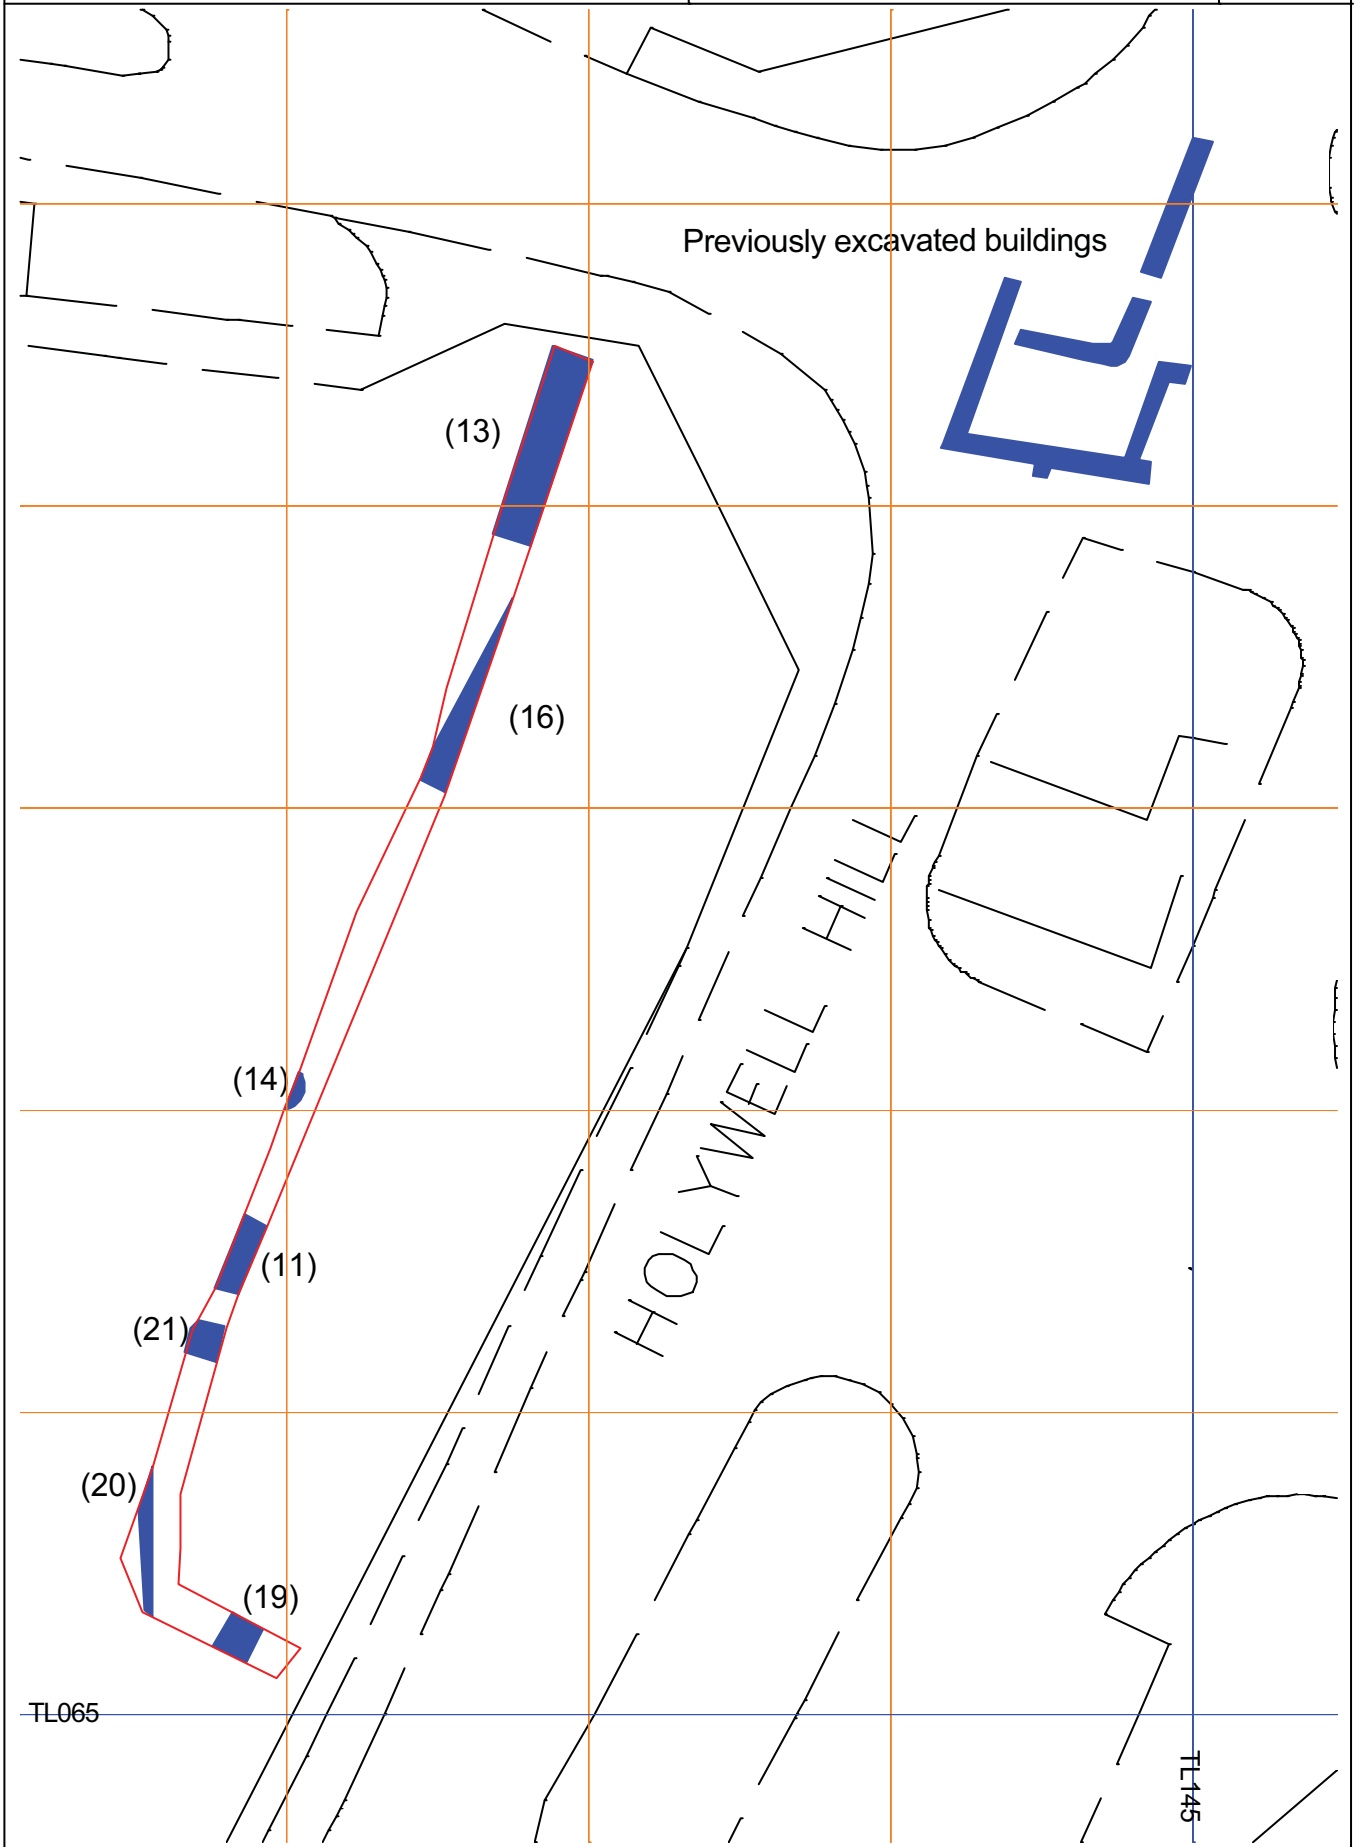 Previously excavated buildings
(13)
(16)
HOLYWELL HILL
(14)
(11)
(21)
(20)
(19)
TL065
TL145